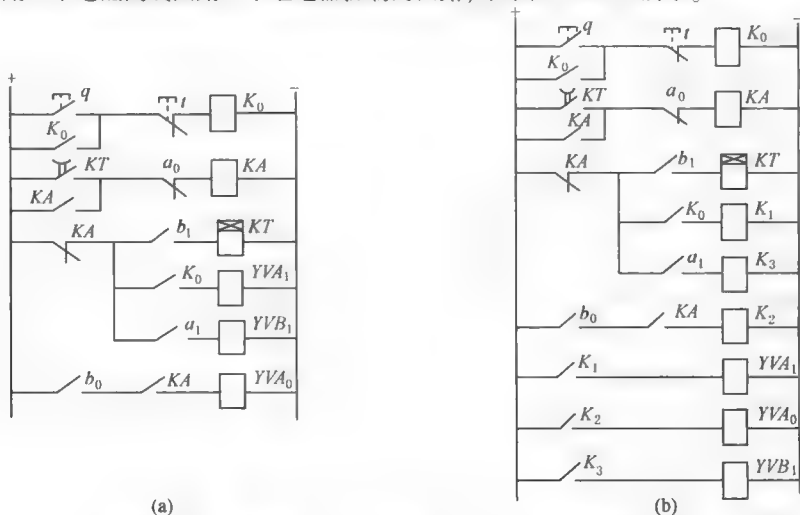 +
q
t
K₀
−
K₀
KT
a₀
KA
KA
KA
b₁
KT
K₀
YVA₁
a₁
YVB₁
b₀
KA
YVA₀
(a)
+
q
t
K₀
−
K₀
KT
a₀
KA
KA
KA
b₁
KT
K₀
K₁
a₁
K₃
b₀
KA
K₂
K₁
YVA₁
K₂
YVA₀
K₃
YVB₁
(b)